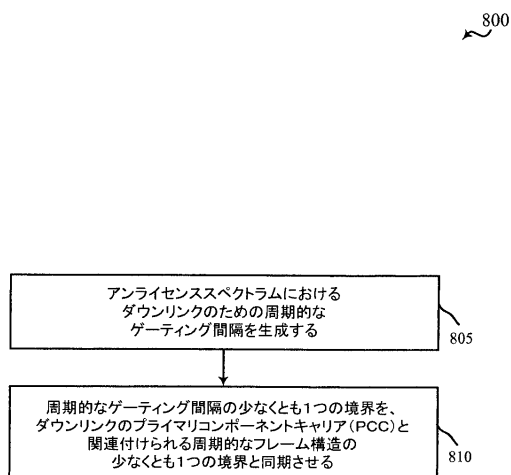 800
アンライセンススペクトラムにおける
ダウンリンクのための周期的な
ゲーティング間隔を生成する
805
周期的なゲーティング間隔の少なくとも1つの境界を、
ダウンリンクのプライマリコンポーネントキャリア(PCC)と
関連付けられる周期的なフレーム構造の
少なくとも1つの境界と同期させる
810